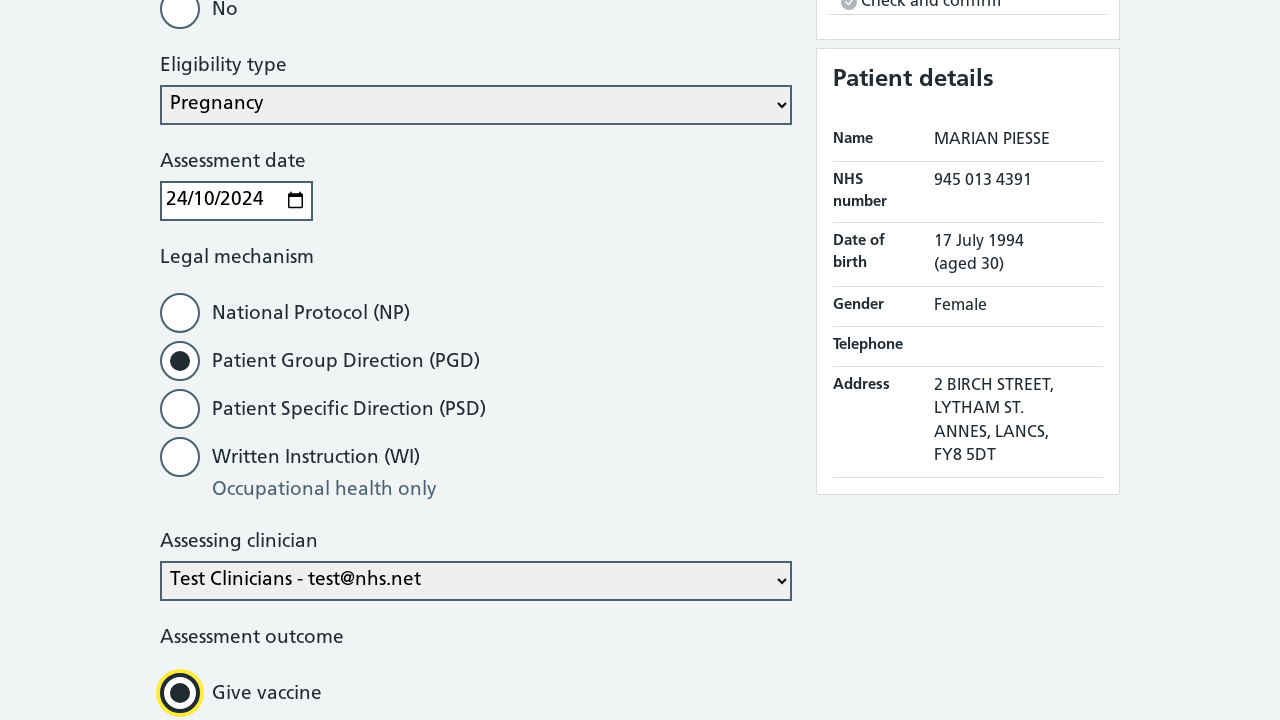 No
Eligibility type
Pregnancy
Assessment date
24/10/2024
Legal mechanism
National Protocol (NP)
Patient Group Direction (PGD)
Patient Specific Direction (PSD)
Written Instruction (WI)
Occupational health only
Assessing clinician
Test Clinicians - test@nhs.net
Assessment outcome
Give vaccine
Check and confirm
Patient details
Name MARIAN PIESSE
NHS number 945 013 4391
Date of birth 17 July 1994 (aged 30)
Gender Female
Telephone
Address 2 BIRCH STREET,
LYTHAM ST.
ANNES, LANCS,
FY8 5DT